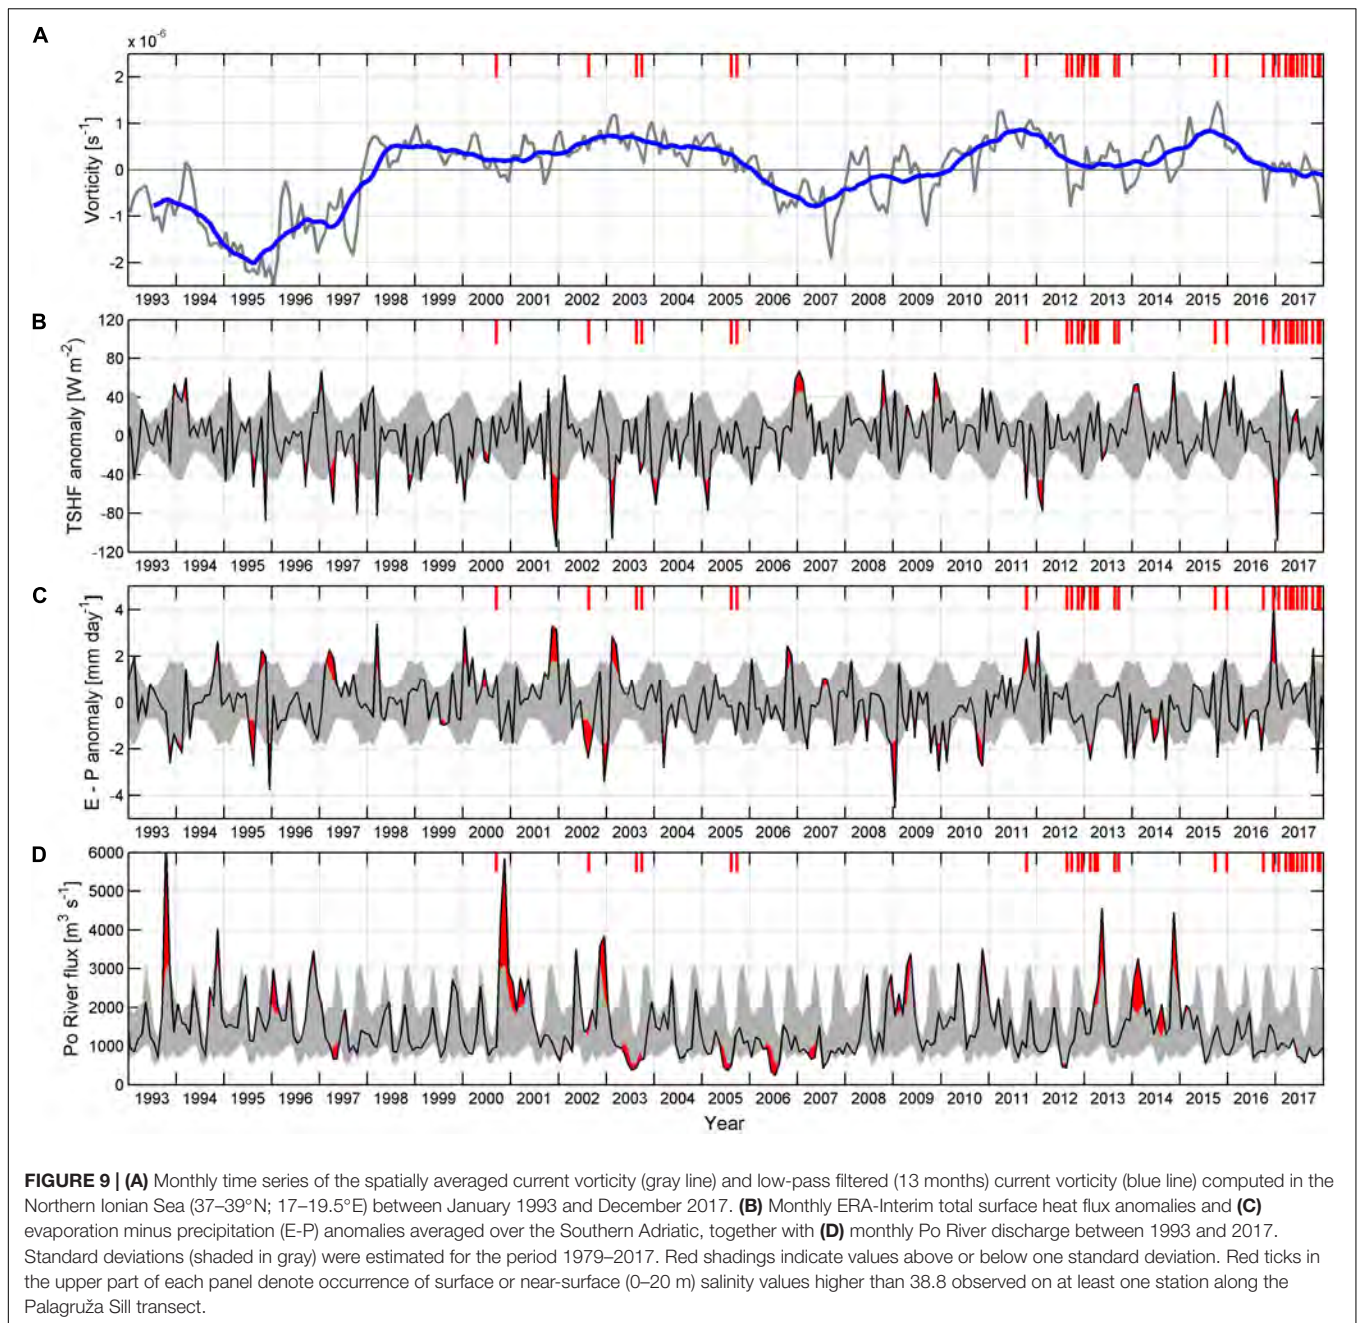 A
x 10⁻⁶
2
1
0
-1
-2
Vorticity [s⁻¹]
1993 1994 1995 1996 1997 1998 1999 2000 2001 2002 2003 2004 2005 2006 2007 2008 2009 2010 2011 2012 2013 2014 2015 2016 2017
B
120
80
40
0
-40
-80
-120
TSHF anomaly [W m⁻²]
1993 1994 1995 1996 1997 1998 1999 2000 2001 2002 2003 2004 2005 2006 2007 2008 2009 2010 2011 2012 2013 2014 2015 2016 2017
C
4
2
0
-2
-4
E - P anomaly [mm day⁻¹]
1993 1994 1995 1996 1997 1998 1999 2000 2001 2002 2003 2004 2005 2006 2007 2008 2009 2010 2011 2012 2013 2014 2015 2016 2017
D
6000
5000
4000
3000
2000
1000
0
Po River flux [m³ s⁻¹]
1993 1994 1995 1996 1997 1998 1999 2000 2001 2002 2003 2004 2005 2006 2007 2008 2009 2010 2011 2012 2013 2014 2015 2016 2017
Year
FIGURE 9 | (A) Monthly time series of the spatially averaged current vorticity (gray line) and low-pass filtered (13 months) current vorticity (blue line) computed in the
Northern Ionian Sea (37–39°N; 17–19.5°E) between January 1993 and December 2017. (B) Monthly ERA-Interim total surface heat flux anomalies and (C)
evaporation minus precipitation (E-P) anomalies averaged over the Southern Adriatic, together with (D) monthly Po River discharge between 1993 and 2017.
Standard deviations (shaded in gray) were estimated for the period 1979–2017. Red shadings indicate values above or below one standard deviation. Red ticks in
the upper part of each panel denote occurrence of surface or near-surface (0–20 m) salinity values higher than 38.8 observed on at least one station along the
Palagruža Sill transect.